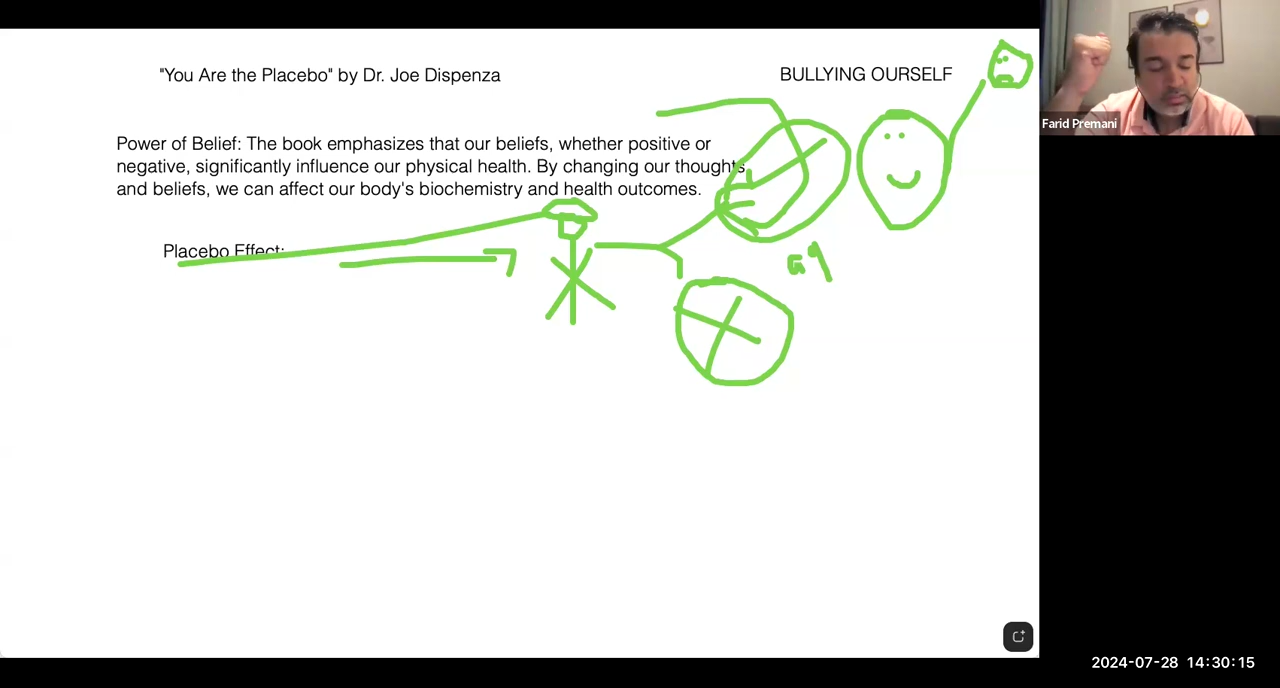 "You Are the Placebo" by Dr. Joe Dispenza
BULLYING OURSELF
Farid Premani
Power of Belief: The book emphasizes that our beliefs, whether positive or
negative, significantly influence our physical health. By changing our thoughts
and beliefs, we can affect our body's biochemistry and health outcomes.
Placebo Effect:
2024-07-28 14:30:15